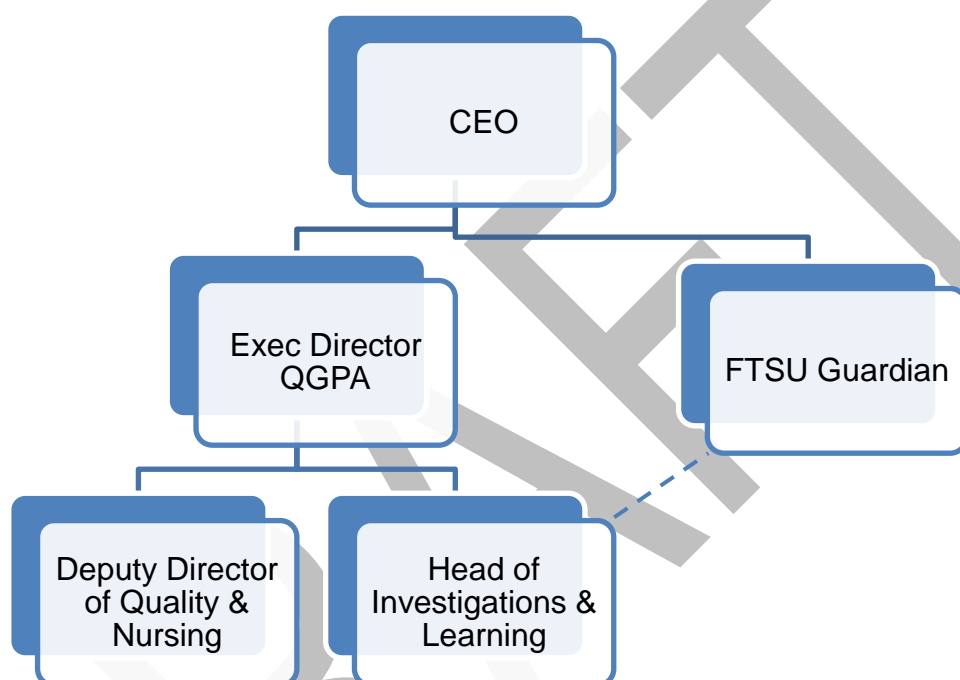 CEO
Exec Director
QGPA
FTSU Guardian
Deputy Director
of Quality &
Nursing
Head of
Investigations &
Learning